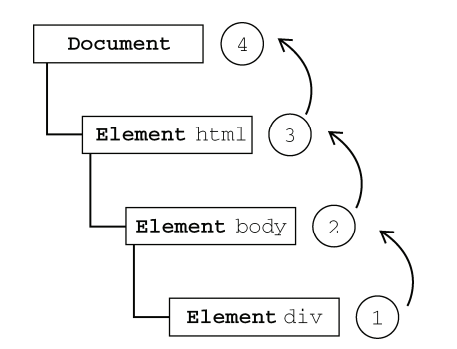 Document 4
Element html 3
Element body 2
Element div 1